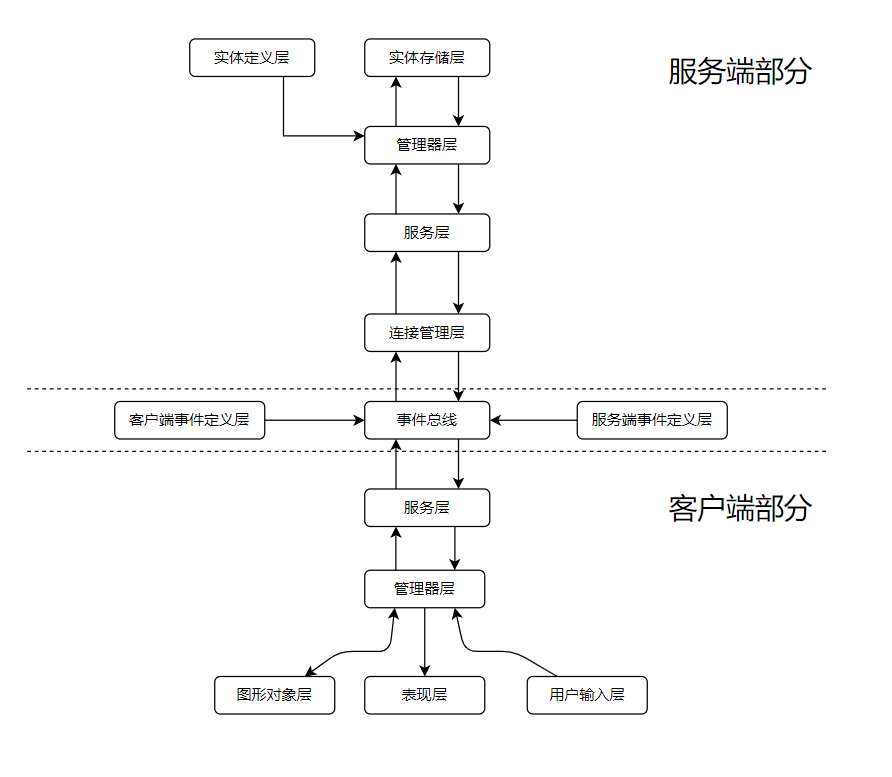 实体定义层
实体存储层
服务端部分
管理器层
服务层
连接管理层
客户端事件定义层
事件总线
服务端事件定义层
服务层
客户端部分
管理器层
图形对象层
表现层
用户输入层